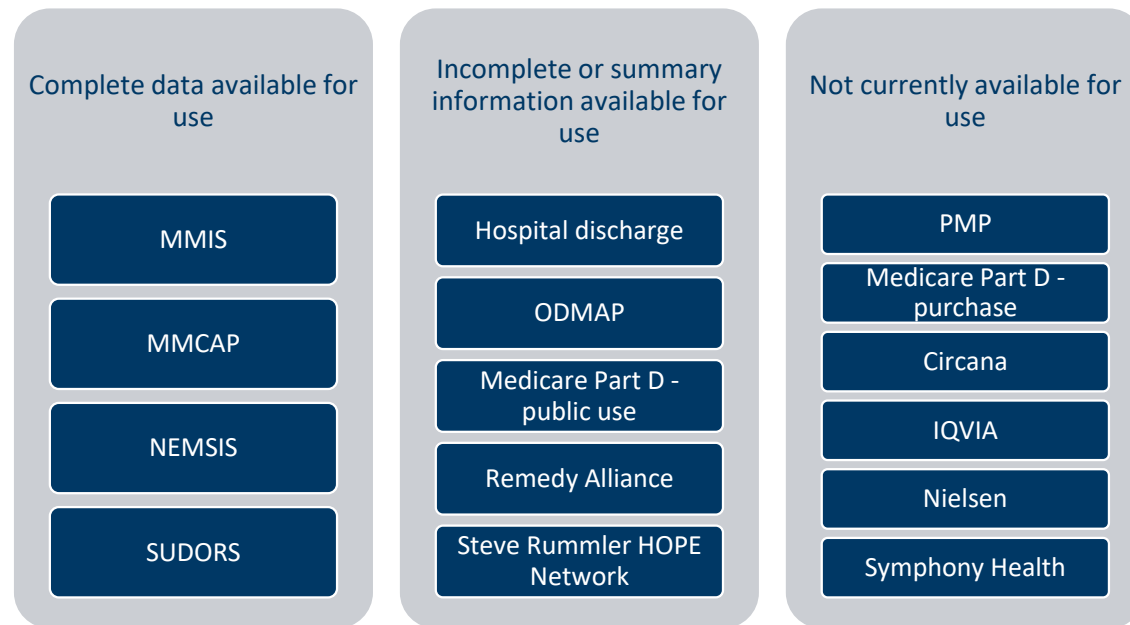 Complete data available for
use
MMIS
MMCAP
NEMSIS
SUDORS
Incomplete or summary
information available for
use
Hospital discharge
ODMAP
Medicare Part D -
public use
Remedy Alliance
Steve Rummler HOPE
Network
Not currently available for
use
PMP
Medicare Part D -
purchase
Circana
IQVIA
Nielsen
Symphony Health